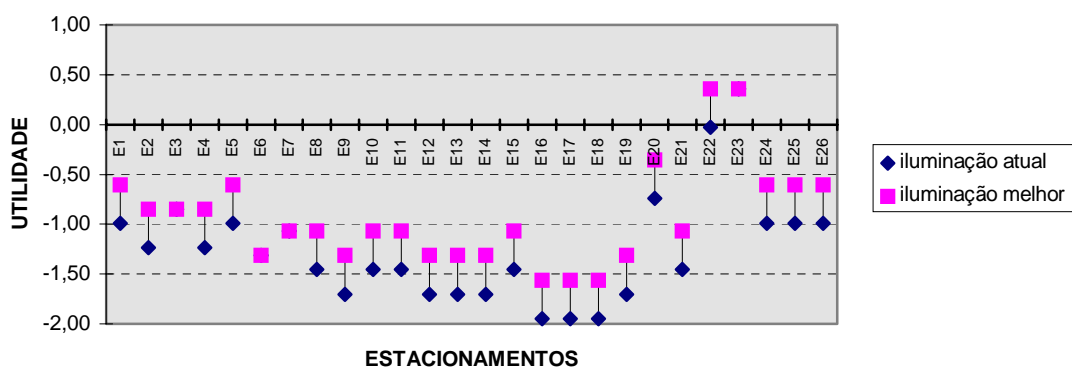 1,00
0,50
0,00
-0,50
-1,00
-1,50
-2,00
UTILIDADE
E1 E2 E3 E4 E5 E6 E7 E8 E9 E10 E11 E12 E13 E14 E15 E16 E17 E18 E19 E20 E21 E22 E23 E24 E25 E26
ESTACIONAMENTOS
iluminação atual
iluminação melhor